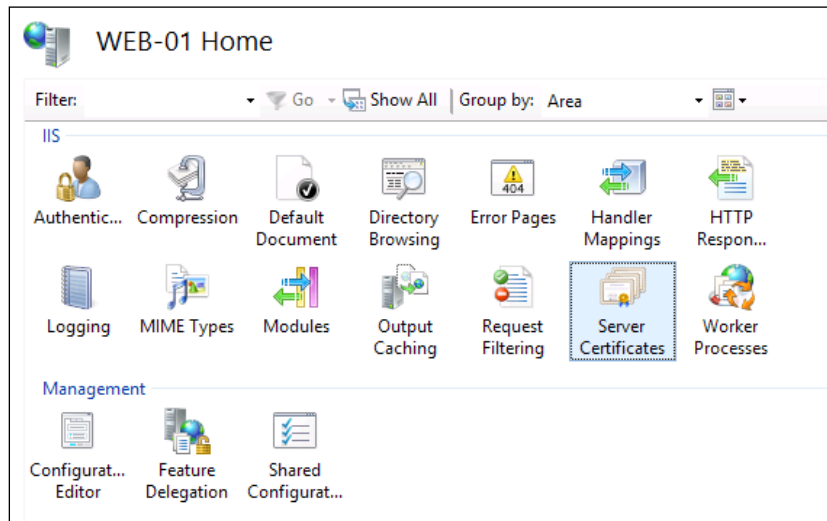 WEB-01 Home
Filter: Go Show All Group by: Area
IIS
Authentic... Compression Default Document Directory Browsing Error Pages Handler Mappings HTTP Respon...
Logging MIME Types Modules Output Caching Request Filtering Server Certificates Worker Processes
Management
Configurat... Editor Feature Delegation Shared Configurat...